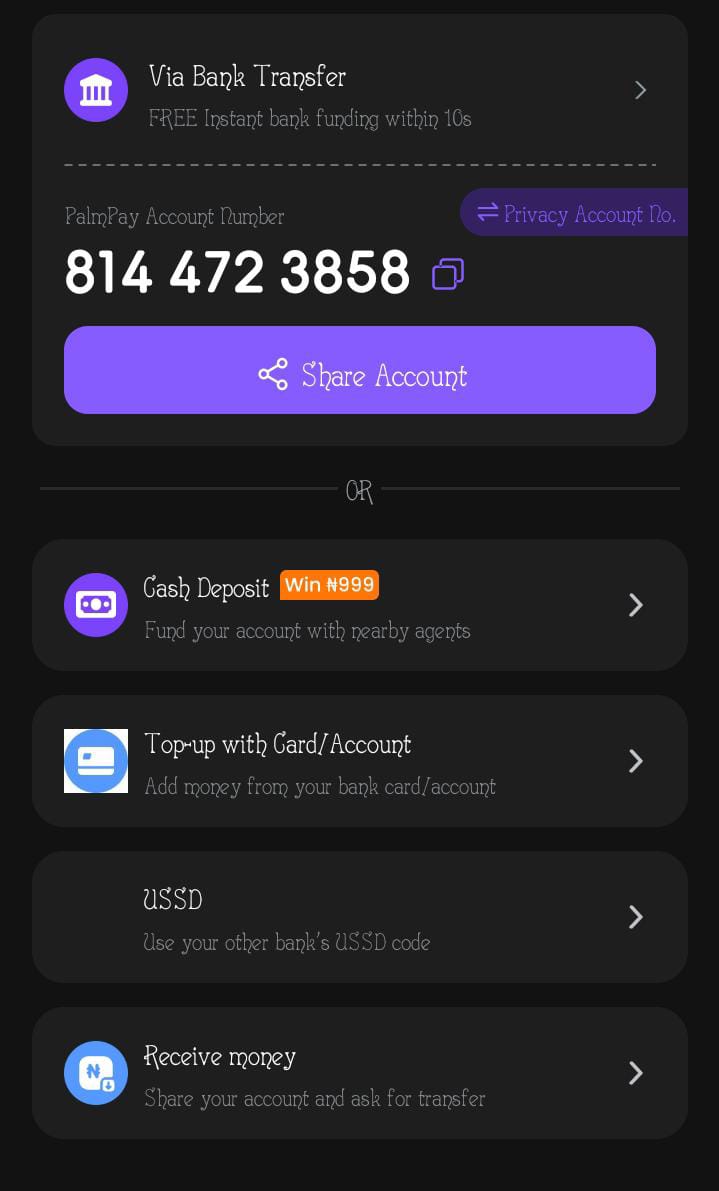 Via Bank Transfer
FREE Instant bank funding within 10s
PalmPay Account Number
Privacy Account No.
814 472 3858
Share Account
OR
Cash Deposit Win ₦999
Fund your account with nearby agents
Top-up with Card/Account
Add money from your bank card/account
USSD
Use your other bank's USSD code
Receive money
Share your account and ask for transfer